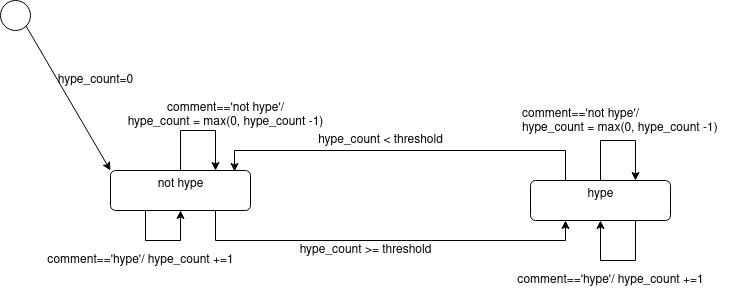 hype_count=0
comment=='not hype'/
hype_count = max(0, hype_count -1)
comment=='not hype'/
hype_count = max(0, hype_count -1)
hype_count < threshold
not hype
hype
hype_count >= threshold
comment=='hype'/ hype_count +=1
comment=='hype'/ hype_count +=1